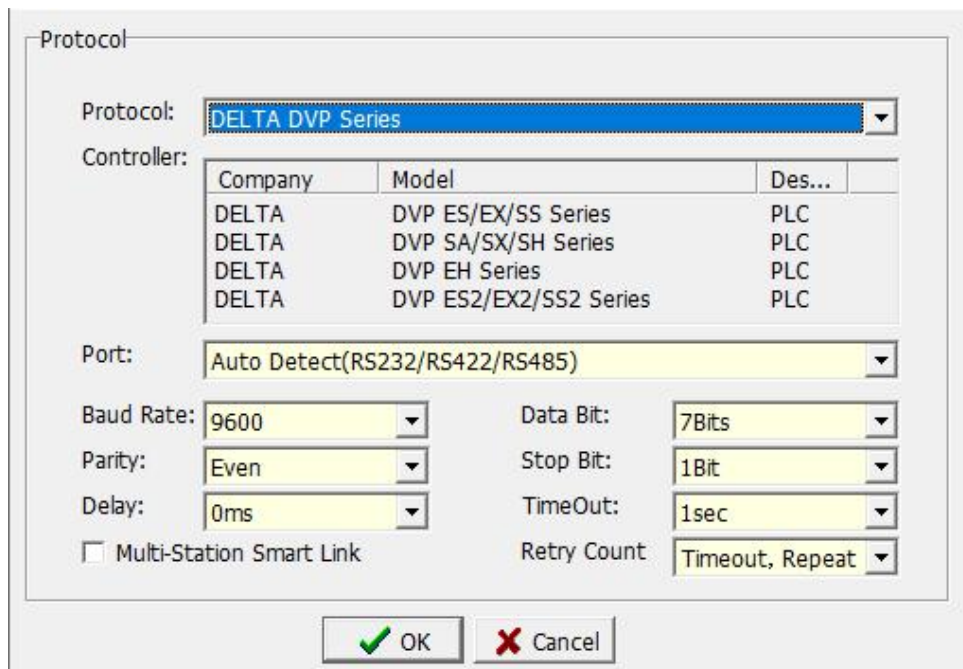 Protocol
Protocol: DELTA DVP Series
Controller:
Company Model Des...
DELTA DVP ES/EX/SS Series PLC
DELTA DVP SA/SX/SH Series PLC
DELTA DVP EH Series PLC
DELTA DVP ES2/EX2/SS2 Series PLC
Port: Auto Detect(RS232/RS422/RS485)
Baud Rate: 9600 Data Bit: 7Bits
Parity: Even Stop Bit: 1Bit
Delay: 0ms TimeOut: 1sec
Multi-Station Smart Link Retry Count Timeout, Repeat
OK Cancel